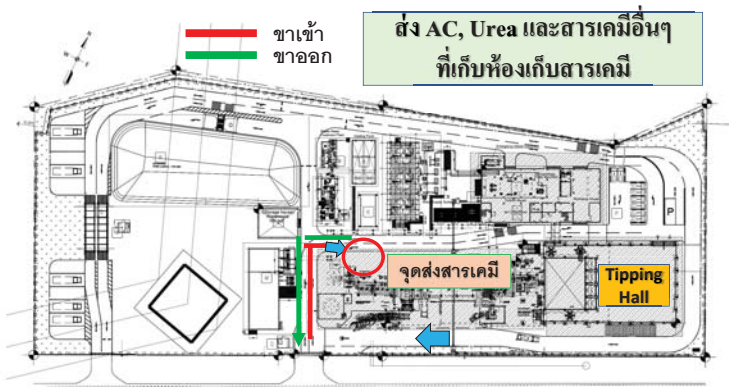 ขาเข้า
ขาออก
ส่ง AC, Urea และสารเคมีอื่นๆ
ที่เก็บห้องเก็บสารเคมี
P
จุดส่งสารเคมี
Tipping
Hall